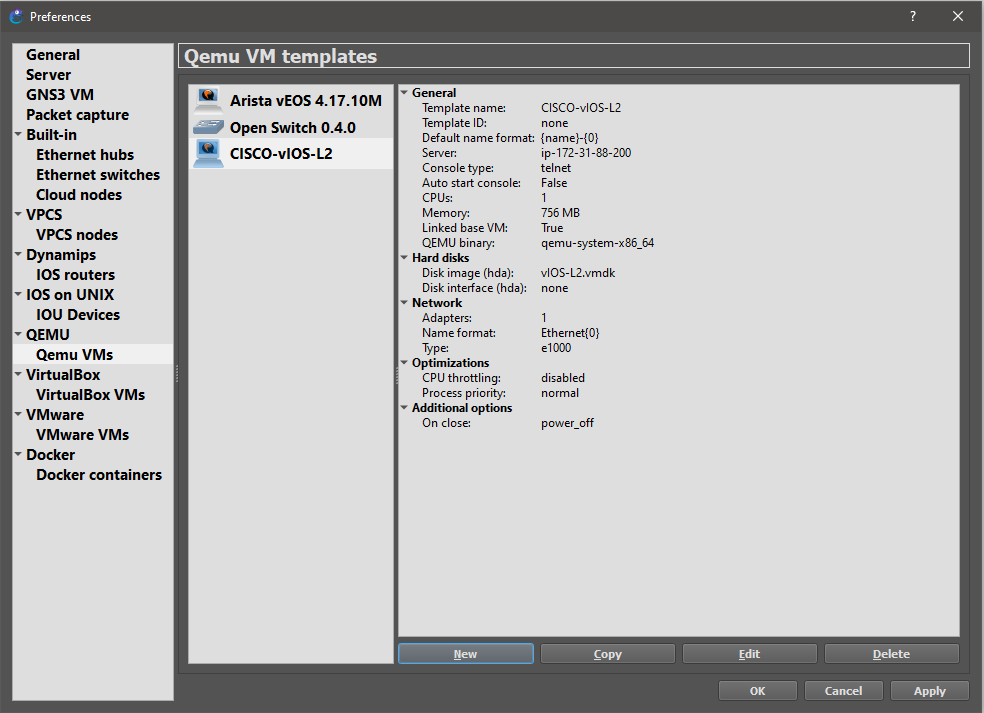 Preferences
?
General
Server
GNS3 VM
Packet capture
Built-in
Ethernet hubs
Ethernet switches
Cloud nodes
VPCS
VPCS nodes
Dynamips
IOS routers
IOS on UNIX
IOU Devices
QEMU
Qemu VMs
VirtualBox
VirtualBox VMs
VMware
VMware VMs
Docker
Docker containers
Qemu VM templates
Arista vEOS 4.17.10M
Open Switch 0.4.0
CISCO-vIOS-L2
General
Template name: CISCO-vIOS-L2
Template ID: none
Default name format: {name}-{0}
Server: ip-172-31-88-200
Console type: telnet
Auto start console: False
CPUs: 1
Memory: 756 MB
Linked base VM: True
QEMU binary: qemu-system-x86_64
Hard disks
Disk image (hda): vIOS-L2.vmdk
Disk interface (hda): none
Network
Adapters: 1
Name format: Ethernet{0}
Type: e1000
Optimizations
CPU throttling: disabled
Process priority: normal
Additional options
On close: power_off
New Copy Edit Delete
OK Cancel Apply